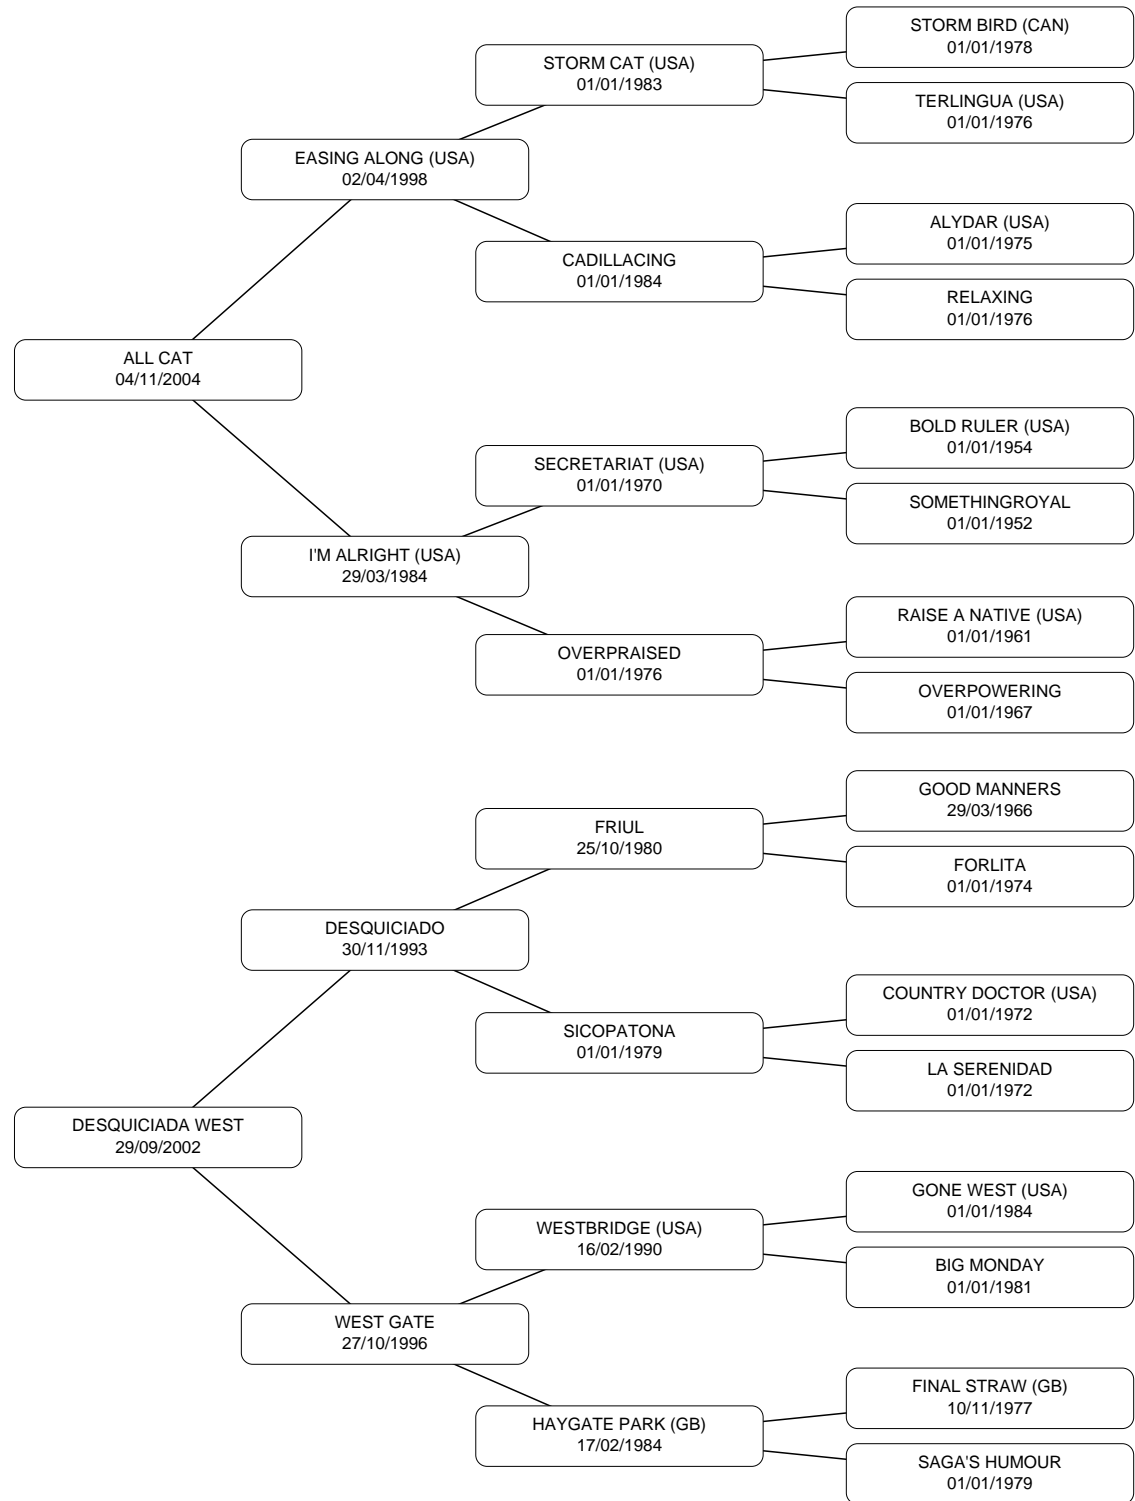 STORM BIRD (CAN)
01/01/1978
STORM CAT (USA)
01/01/1983
TERLINGUA (USA)
01/01/1976
EASING ALONG (USA)
02/04/1998
ALYDAR (USA)
01/01/1975
CADILLACING
01/01/1984
RELAXING
01/01/1976
ALL CAT
04/11/2004
BOLD RULER (USA)
01/01/1954
SECRETARIAT (USA)
01/01/1970
SOMETHINGROYAL
01/01/1952
I'M ALRIGHT (USA)
29/03/1984
RAISE A NATIVE (USA)
01/01/1961
OVERPRAISED
01/01/1976
OVERPOWERING
01/01/1967
GOOD MANNERS
29/03/1966
FRIUL
25/10/1980
FORLITA
01/01/1974
DESQUICIADO
30/11/1993
COUNTRY DOCTOR (USA)
01/01/1972
SICOPATONA
01/01/1979
LA SERENIDAD
01/01/1972
DESQUICIADA WEST
29/09/2002
GONE WEST (USA)
01/01/1984
WESTBRIDGE (USA)
16/02/1990
BIG MONDAY
01/01/1981
WEST GATE
27/10/1996
FINAL STRAW (GB)
10/11/1977
HAYGATE PARK (GB)
17/02/1984
SAGA'S HUMOUR
01/01/1979